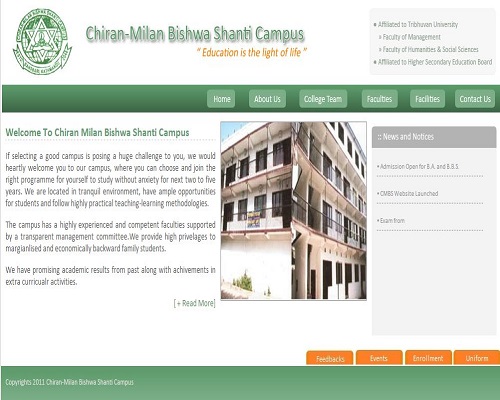 Chiran-Milan Bishwa Shanti Campus
“ Education is the light of life ”
Affiliated to Tribhuvan University
» Faculty of Management
» Faculty of Humanities & Social Sciences
Affiliated to Higher Secondary Education Board
Home
About Us
College Team
Faculties
Facilities
Contact Us
Welcome To Chiran Milan Bishwa Shanti Campus
If selecting a good campus is posing a huge challenge to you, we would
heartly welcome you to our campus, where you can choose and join the
right programme for yourself to study without anxiety for next two to five
years. We are located in tranquil environment, have ample opportunities
for students and follow highly practical teaching-learning methodologies.
The campus has a highly experienced and competent faculties supported
by a transparent management committee.We provide high privelages to
margianlised and economically backward family students.
We have promising academic results from past along with achivements in
extra curricualr activities.
[ + Read More]
:: News and Notices
• Admission Open for B.A. and B.B.S.
• CMBS Website Launched
• Exam from
Feedbacks
Events
Enrollment
Uniform
Copyrights 2011 Chiran-Milan Bishwa Shanti Campus